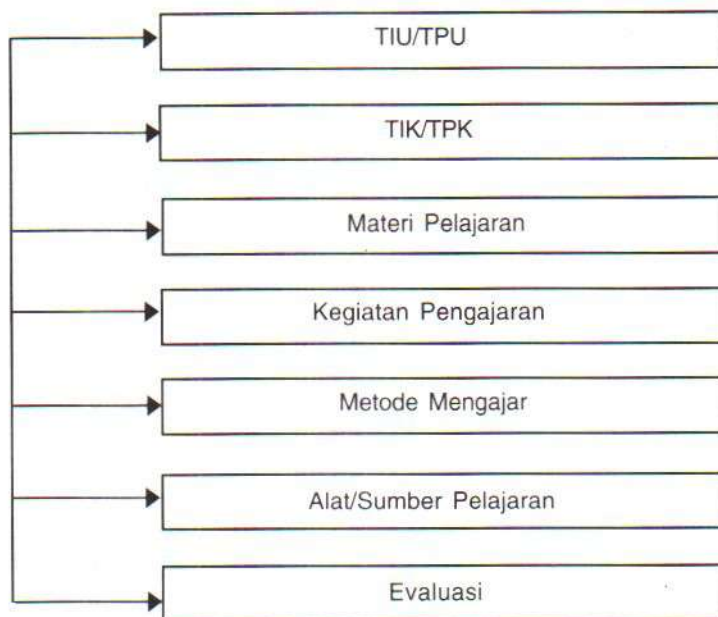 TIU/TPU
TIK/TPK
Materi Pelajaran
Kegiatan Pengajaran
Metode Mengajar
Alat/Sumber Pelajaran
Evaluasi